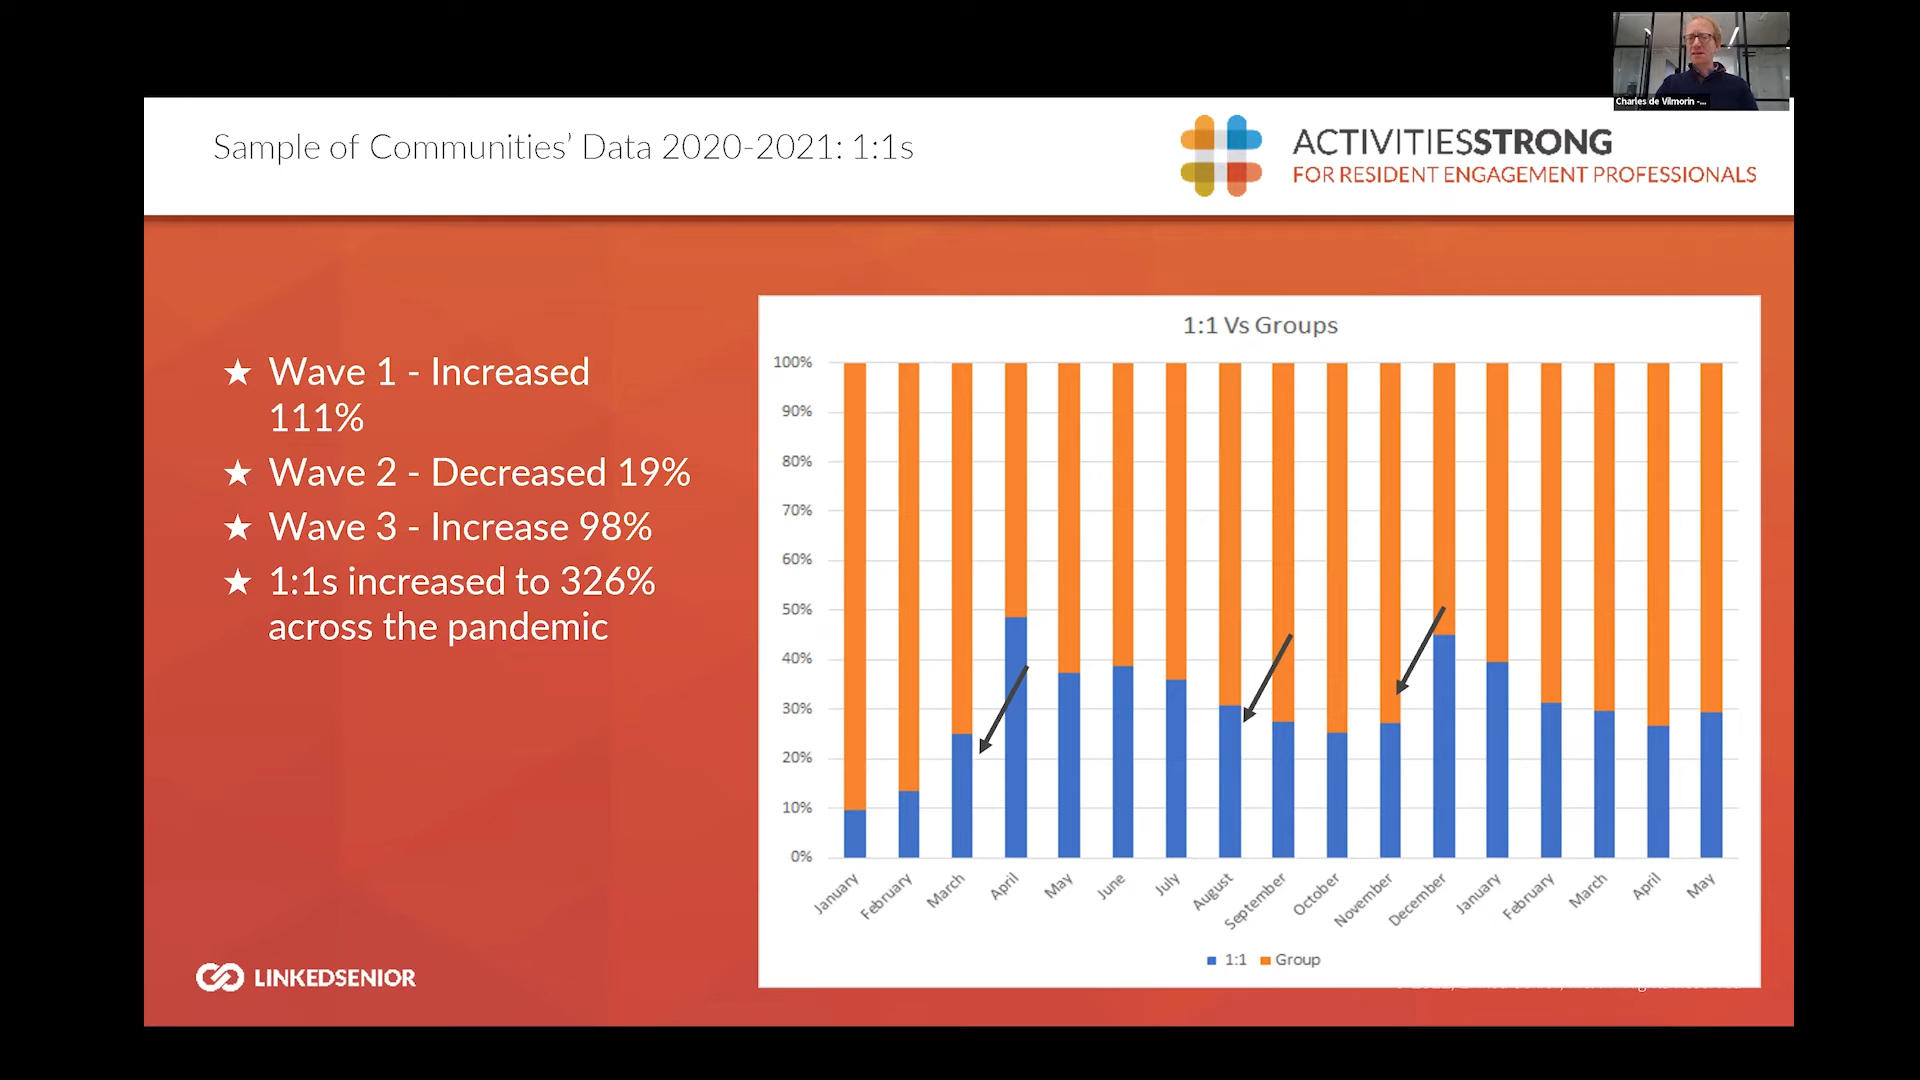 Charles de Vilmorin -...
Sample of Communities’ Data 2020-2021: 1:1s
ACTIVITIESSTRONG
FOR RESIDENT ENGAGEMENT PROFESSIONALS
★ Wave 1 - Increased
111%
★ Wave 2 - Decreased 19%
★ Wave 3 - Increase 98%
★ 1:1s increased to 326%
across the pandemic
1:1 Vs Groups
100%
90%
80%
70%
60%
50%
40%
30%
20%
10%
0%
January
February
March
April
May
June
July
August
September
October
November
December
January
February
March
April
May
1:1 Group
LINKEDSENIOR